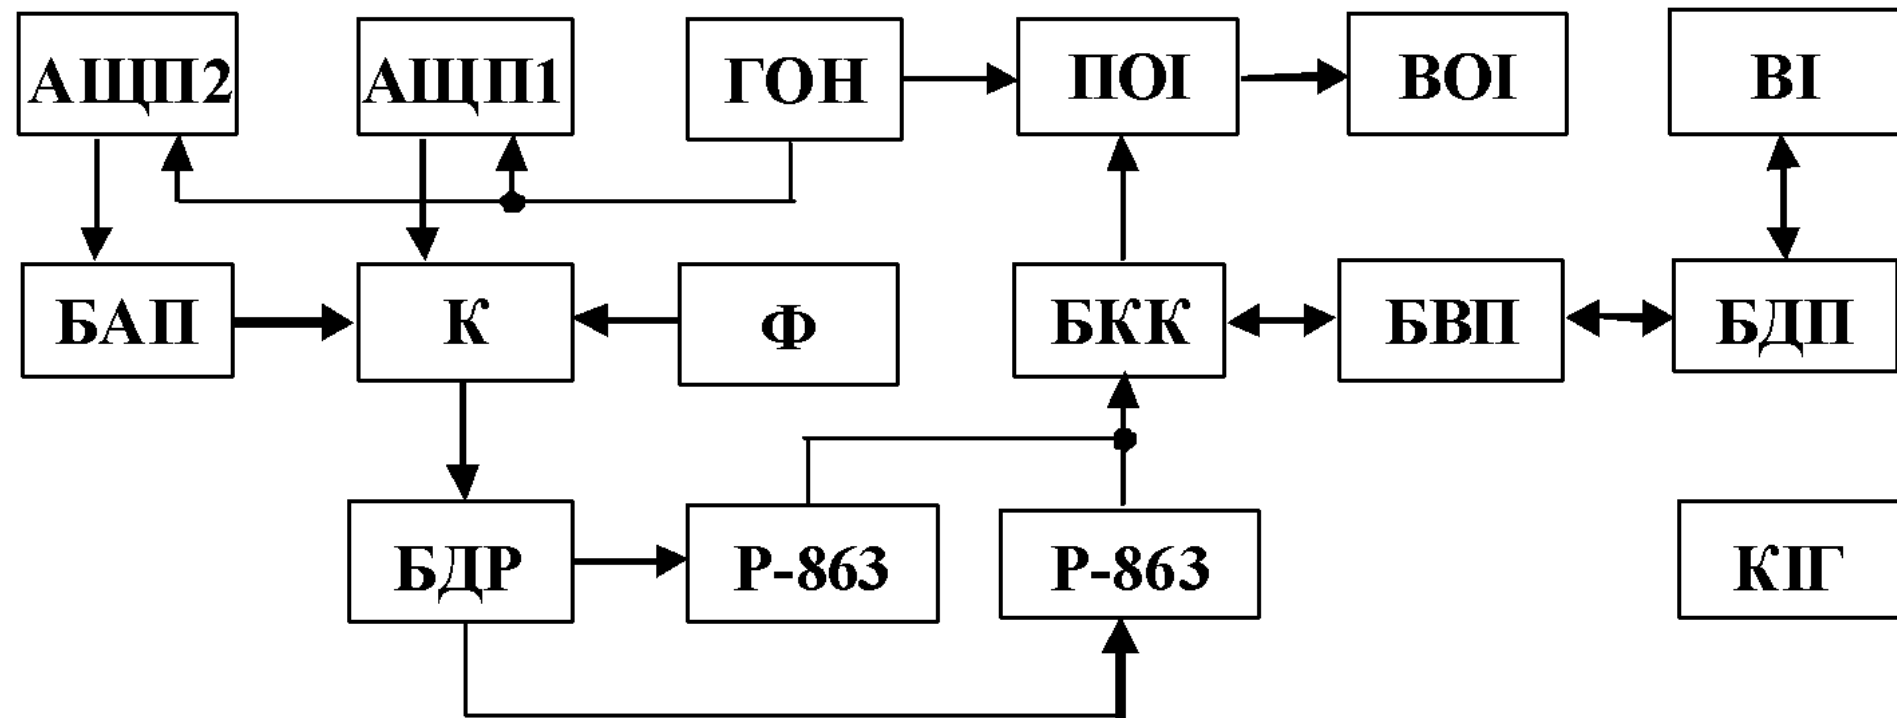 АЩП2
АЩП1
ГОН
ПОІ
ВОІ
ВІ
БАП
К
Ф
БКК
БВП
БДП
БДР
Р-863
Р-863
КІГ